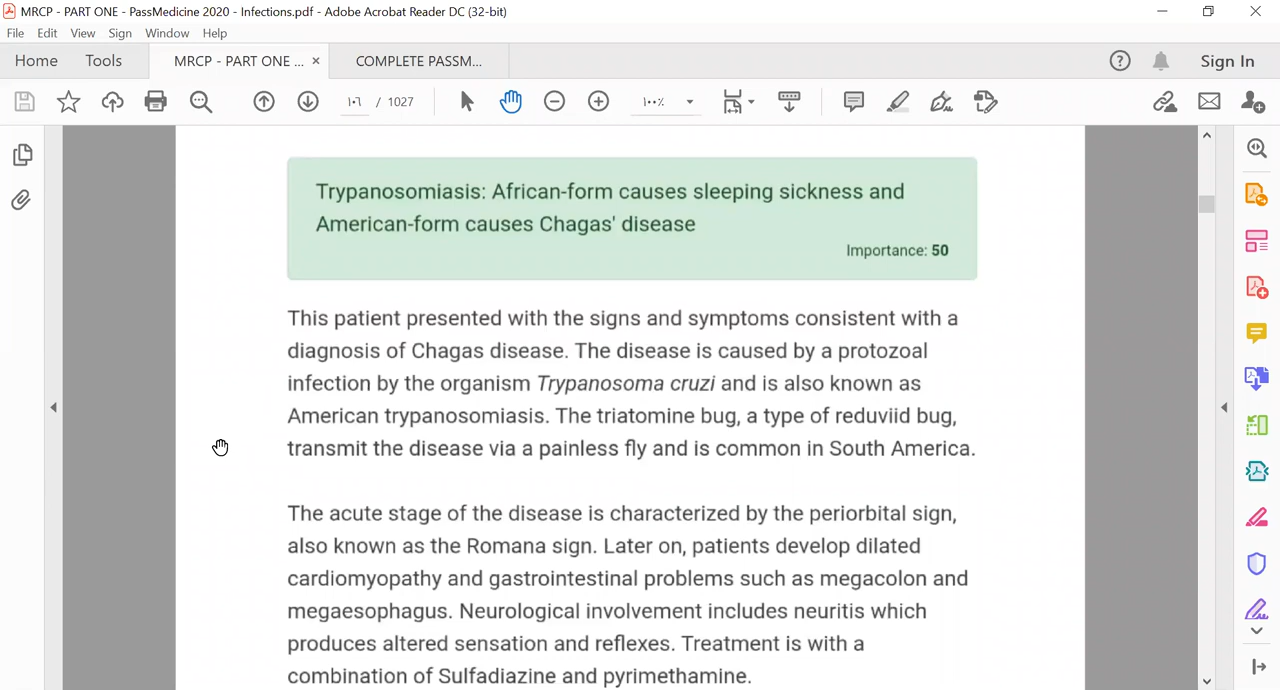 MRCP - PART ONE - PassMedicine 2020 - Infections.pdf - Adobe Acrobat Reader DC (32-bit)
File Edit View Sign Window Help
Home Tools MRCP - PART ONE ... × COMPLETE PASSM... Sign In
١٠٦ / 1027 ١٠٠٪
Trypanosomiasis: African-form causes sleeping sickness and
American-form causes Chagas' disease
Importance: 50
This patient presented with the signs and symptoms consistent with a
diagnosis of Chagas disease. The disease is caused by a protozoal
infection by the organism Trypanosoma cruzi and is also known as
American trypanosomiasis. The triatomine bug, a type of reduviid bug,
transmit the disease via a painless fly and is common in South America.
The acute stage of the disease is characterized by the periorbital sign,
also known as the Romana sign. Later on, patients develop dilated
cardiomyopathy and gastrointestinal problems such as megacolon and
megaesophagus. Neurological involvement includes neuritis which
produces altered sensation and reflexes. Treatment is with a
combination of Sulfadiazine and pyrimethamine.